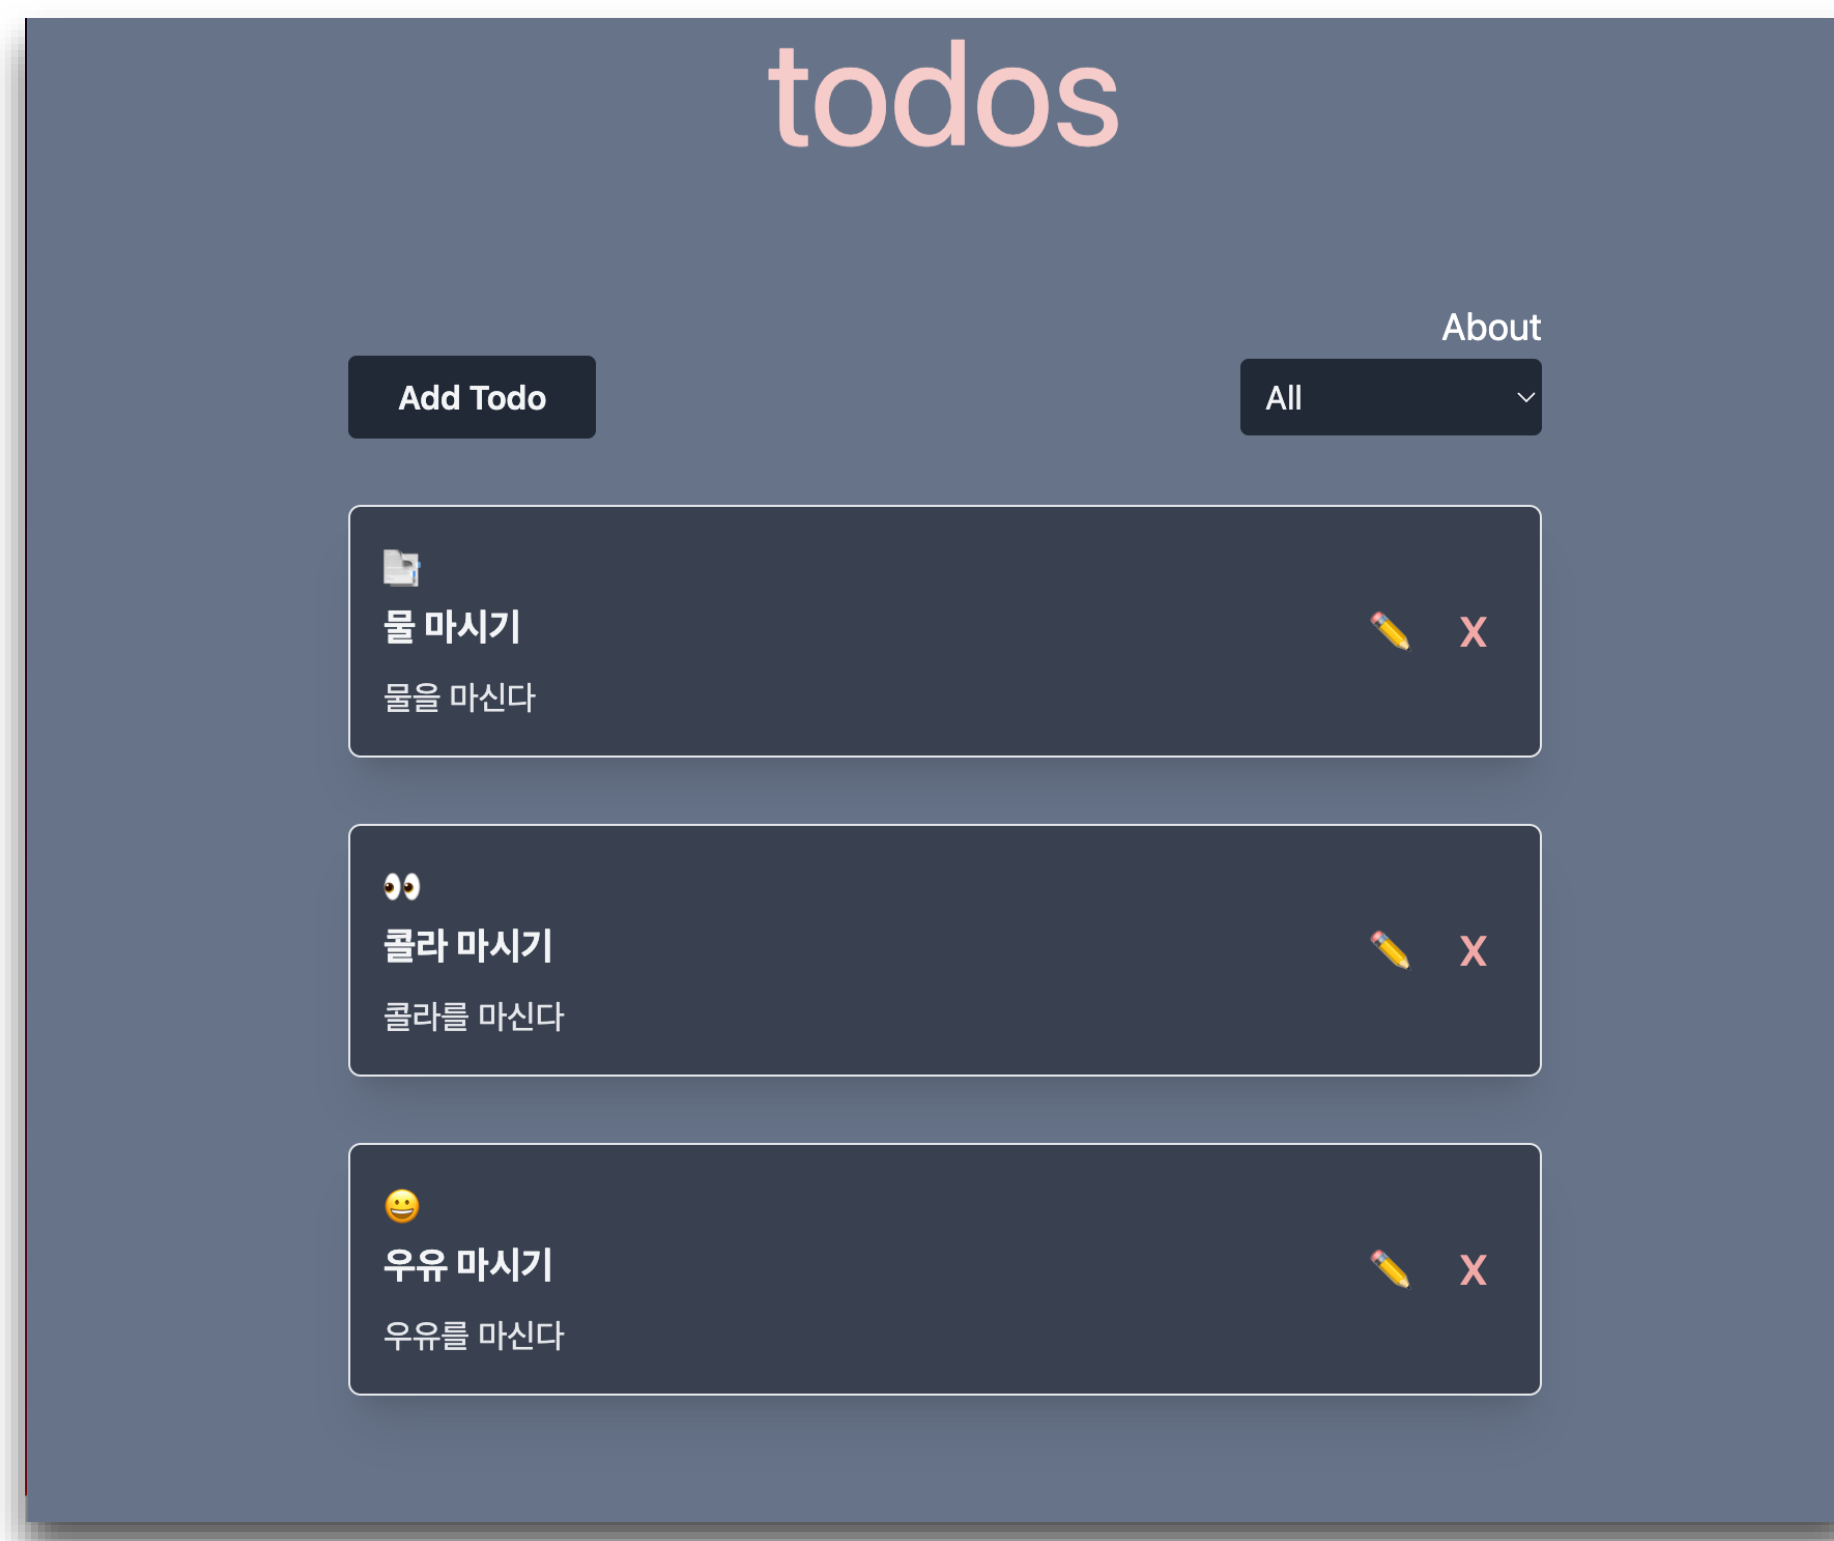 todos
About
Add Todo
All
물 마시기
X
물을 마신다
콜라 마시기
X
콜라를 마신다
우유 마시기
X
우유를 마신다